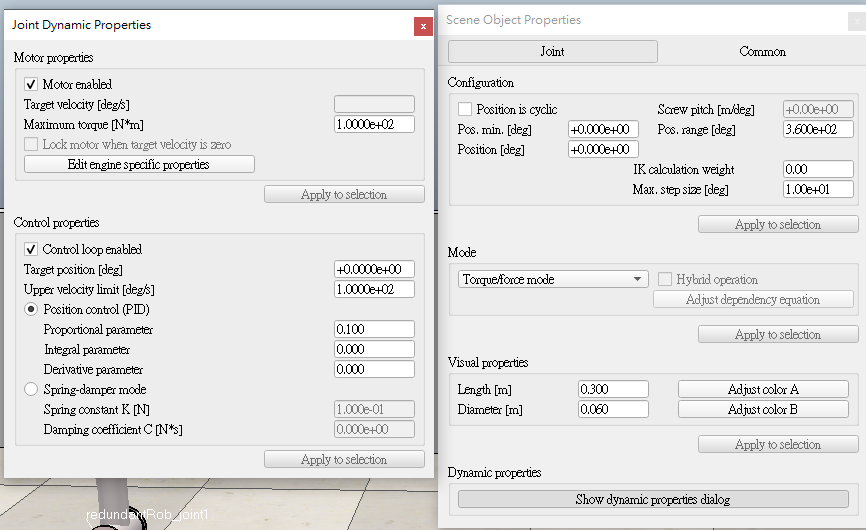 Joint Dynamic Properties
x
Motor properties
Motor enabled
Target velocity [deg/s]
Maximum torque [N*m] 1.0000e+02
Lock motor when target velocity is zero
Edit engine specific properties
Apply to selection
Control properties
Control loop enabled
Target position [deg] +0.0000e+00
Upper velocity limit [deg/s] 1.0000e+02
Position control (PID)
Proportional parameter 0.100
Integral parameter 0.000
Derivative parameter 0.000
Spring-damper mode
Spring constant K [N] 1.000e-01
Damping coefficient C [N*s] 0.000e+00
Apply to selection
redundantRob_joint1
Scene Object Properties
x
Joint Common
Configuration
Position is cyclic Screw pitch [m/deg] +0.00e+00
Pos. min. [deg] +0.000e+00 Pos. range [deg] 3.600e+02
Position [deg] +0.000e+00
IK calculation weight 0.00
Max. step size [deg] 1.00e+01
Apply to selection
Mode
Torque/force mode Hybrid operation
Adjust dependency equation
Apply to selection
Visual properties
Length [m] 0.300 Adjust color A
Diameter [m] 0.060 Adjust color B
Apply to selection
Dynamic properties
Show dynamic properties dialog